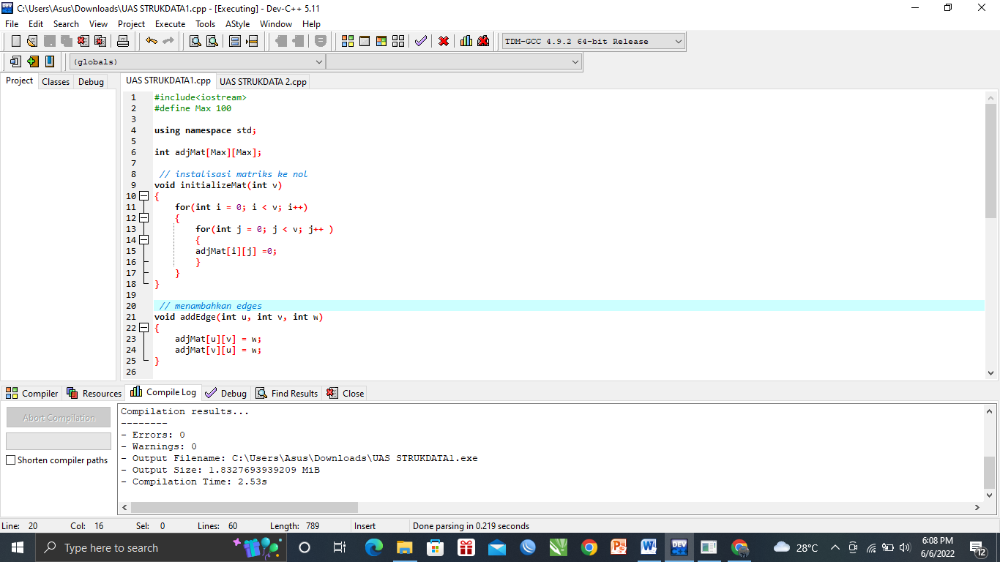 C:\Users\Asus\Downloads\UAS STRUKDATA1.cpp - [Executing] - Dev-C++ 5.11
File Edit Search View Project Execute Tools AStyle Window Help
TDM-GCC 4.9.2 64-bit Release
(globals)
Project Classes Debug
UAS STRUKDATA1.cpp UAS STRUKDATA 2.cpp
1 #include<iostream>
2 #define Max 100
3
4 using namespace std;
5
6 int adjMat[Max][Max];
7
8 // instalisasi matriks ke nol
9 void initializeMat(int v)
10 {
11 for(int i = 0; i < v; i++)
12 {
13 for(int j = 0; j < v; j++ )
14 {
15 adjMat[i][j] =0;
16 }
17 }
18 }
19
20 // menambahkan edges
21 void addEdge(int u, int v, int w)
22 {
23 adjMat[u][v] = w;
24 adjMat[v][u] = w;
25 }
26
Compiler Resources Compile Log Debug Find Results Close
Abort Compilation
Shorten compiler paths
Compilation results...
--------
- Errors: 0
- Warnings: 0
- Output Filename: C:\Users\Asus\Downloads\UAS STRUKDATA1.exe
- Output Size: 1.8327693939209 MiB
- Compilation Time: 2.53s
Line: 20 Col: 16 Sel: 0 Lines: 60 Length: 789 Insert Done parsing in 0.219 seconds
Type here to search
DEV
28°C
6:08 PM
6/6/2022
12